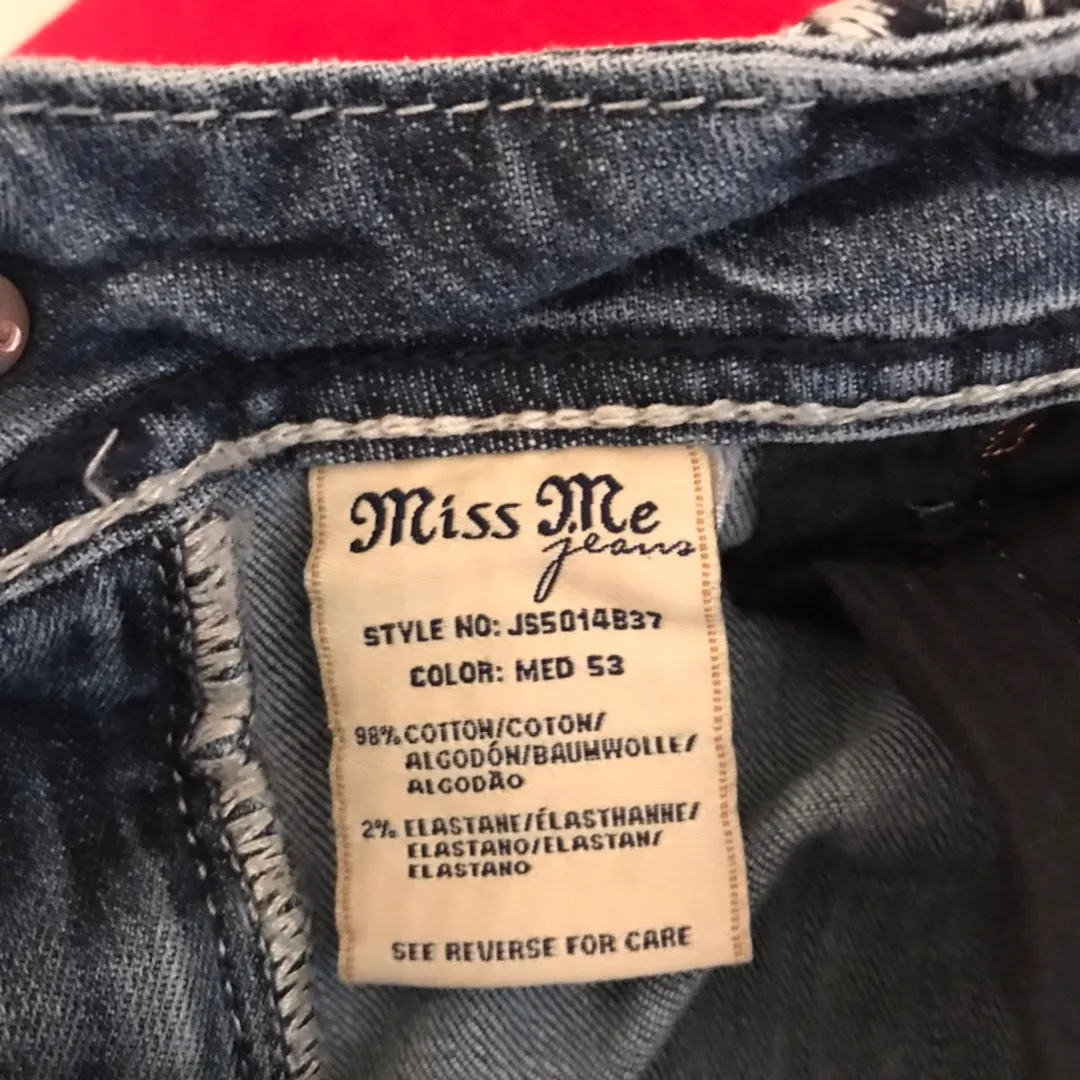 Miss Me
jeans
STYLE NO: JS5014B37
COLOR: MED 53
98% COTTON/COTON/
ALGODÓN/BAUMWOLLE/
ALGODÃO
2% ELASTANE/ÉLASTHANNE/
ELASTANO/ELASTAN/
ELASTANO
SEE REVERSE FOR CARE